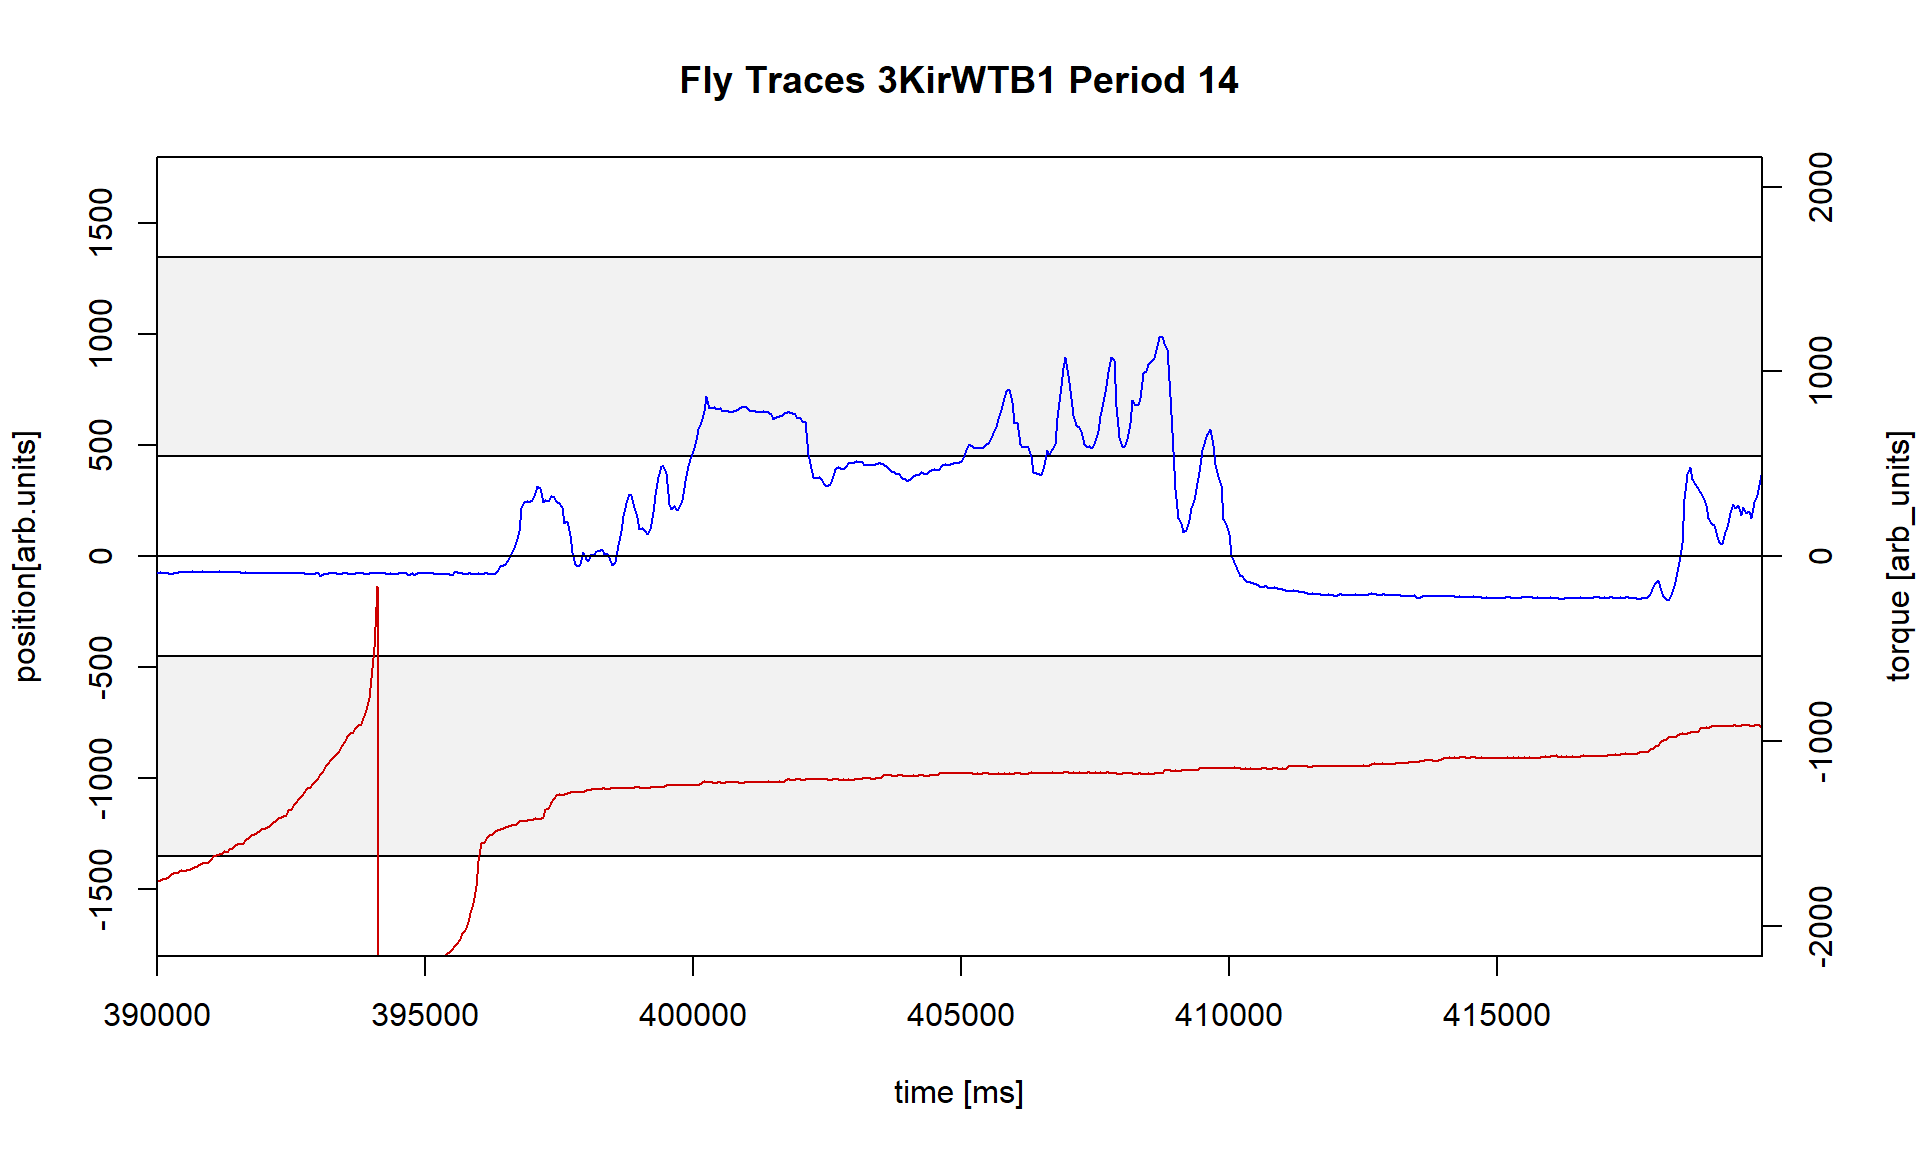 Fly Traces 3KirWTB1 Period 14
position[arb.units]
1500
1000
500
0
-500
-1000
-1500
2000
1000
0
-1000
-2000
torque [arb_units]
390000 395000 400000 405000 410000 415000
time [ms]